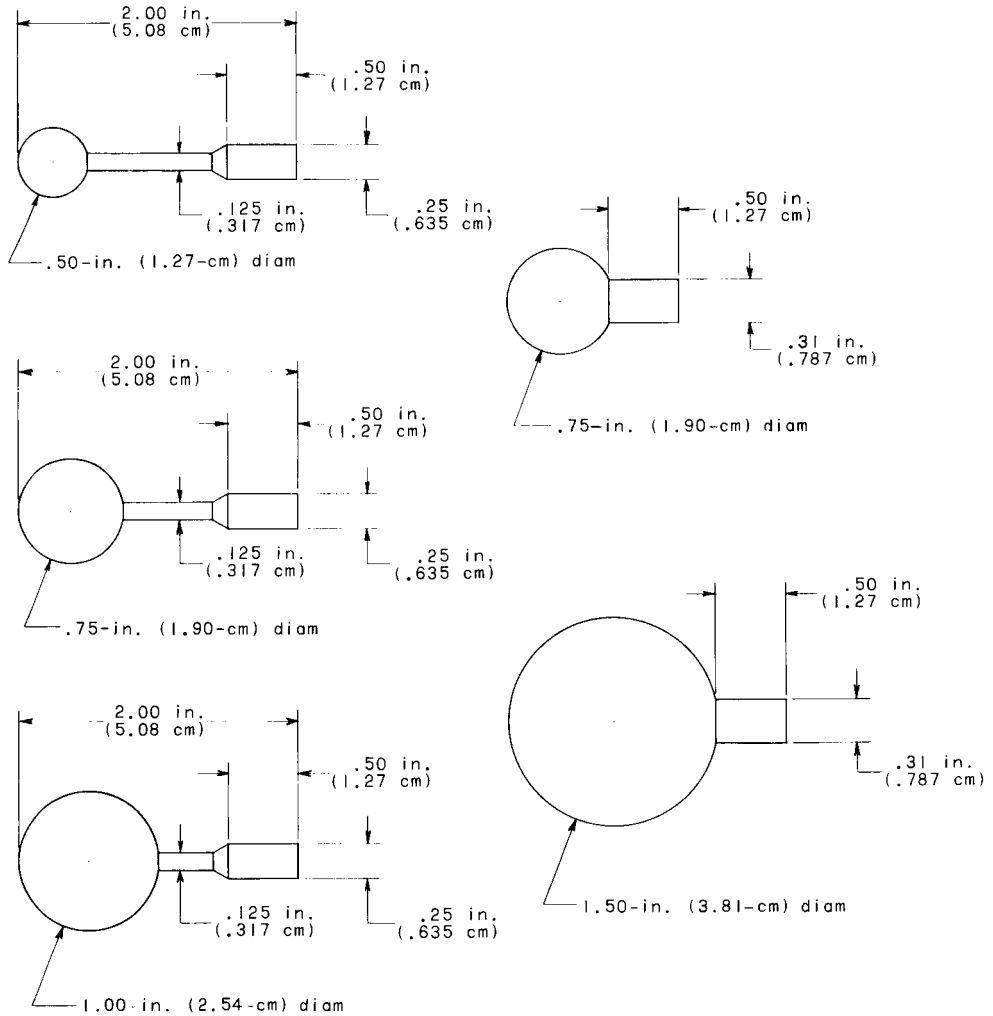 2.00 in.
(5.08 cm)
.50 in.
(1.27 cm)
.125 in.
(.317 cm)
.25 in.
(.635 cm)
.50-in. (1.27-cm) diam
.50 in.
(1.27 cm)
.31 in.
(.787 cm)
.75-in. (1.90-cm) diam
2.00 in.
(5.08 cm)
.50 in.
(1.27 cm)
.125 in.
(.317 cm)
.25 in.
(.635 cm)
.75-in. (1.90-cm) diam
.50 in.
(1.27 cm)
.31 in.
(.787 cm)
1.50-in. (3.81-cm) diam
2.00 in.
(5.08 cm)
.50 in.
(1.27 cm)
.125 in.
(.317 cm)
.25 in.
(.635 cm)
1.00-in. (2.54-cm) diam